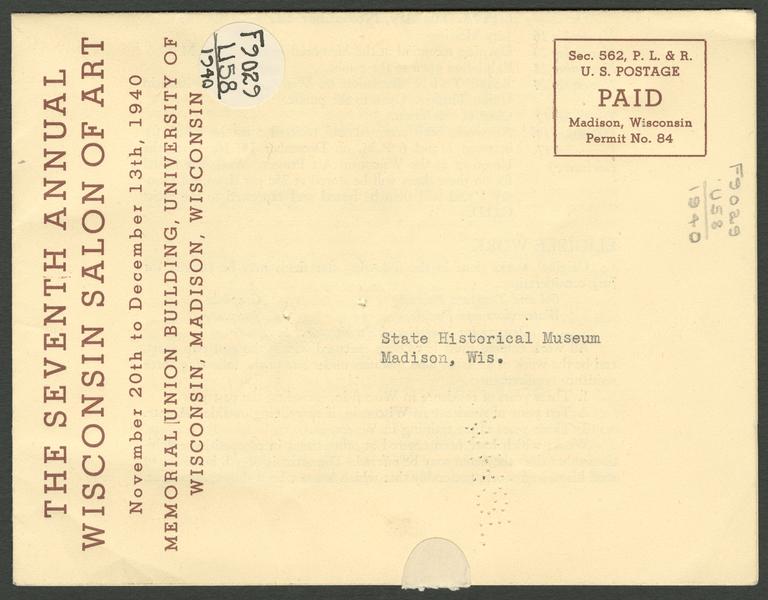 THE SEVENTH ANNUAL
WISCONSIN SALON OF ART
November 20th to December 13th, 1940
MEMORIAL UNION BUILDING, UNIVERSITY OF
WISCONSIN, MADISON, WISCONSIN
F9029
U58
1940
Sec. 562, P. L. & R.
U. S. POSTAGE
PAID
Madison, Wisconsin
Permit No. 84
F9029
U58
1940
State Historical Museum
Madison, Wis.